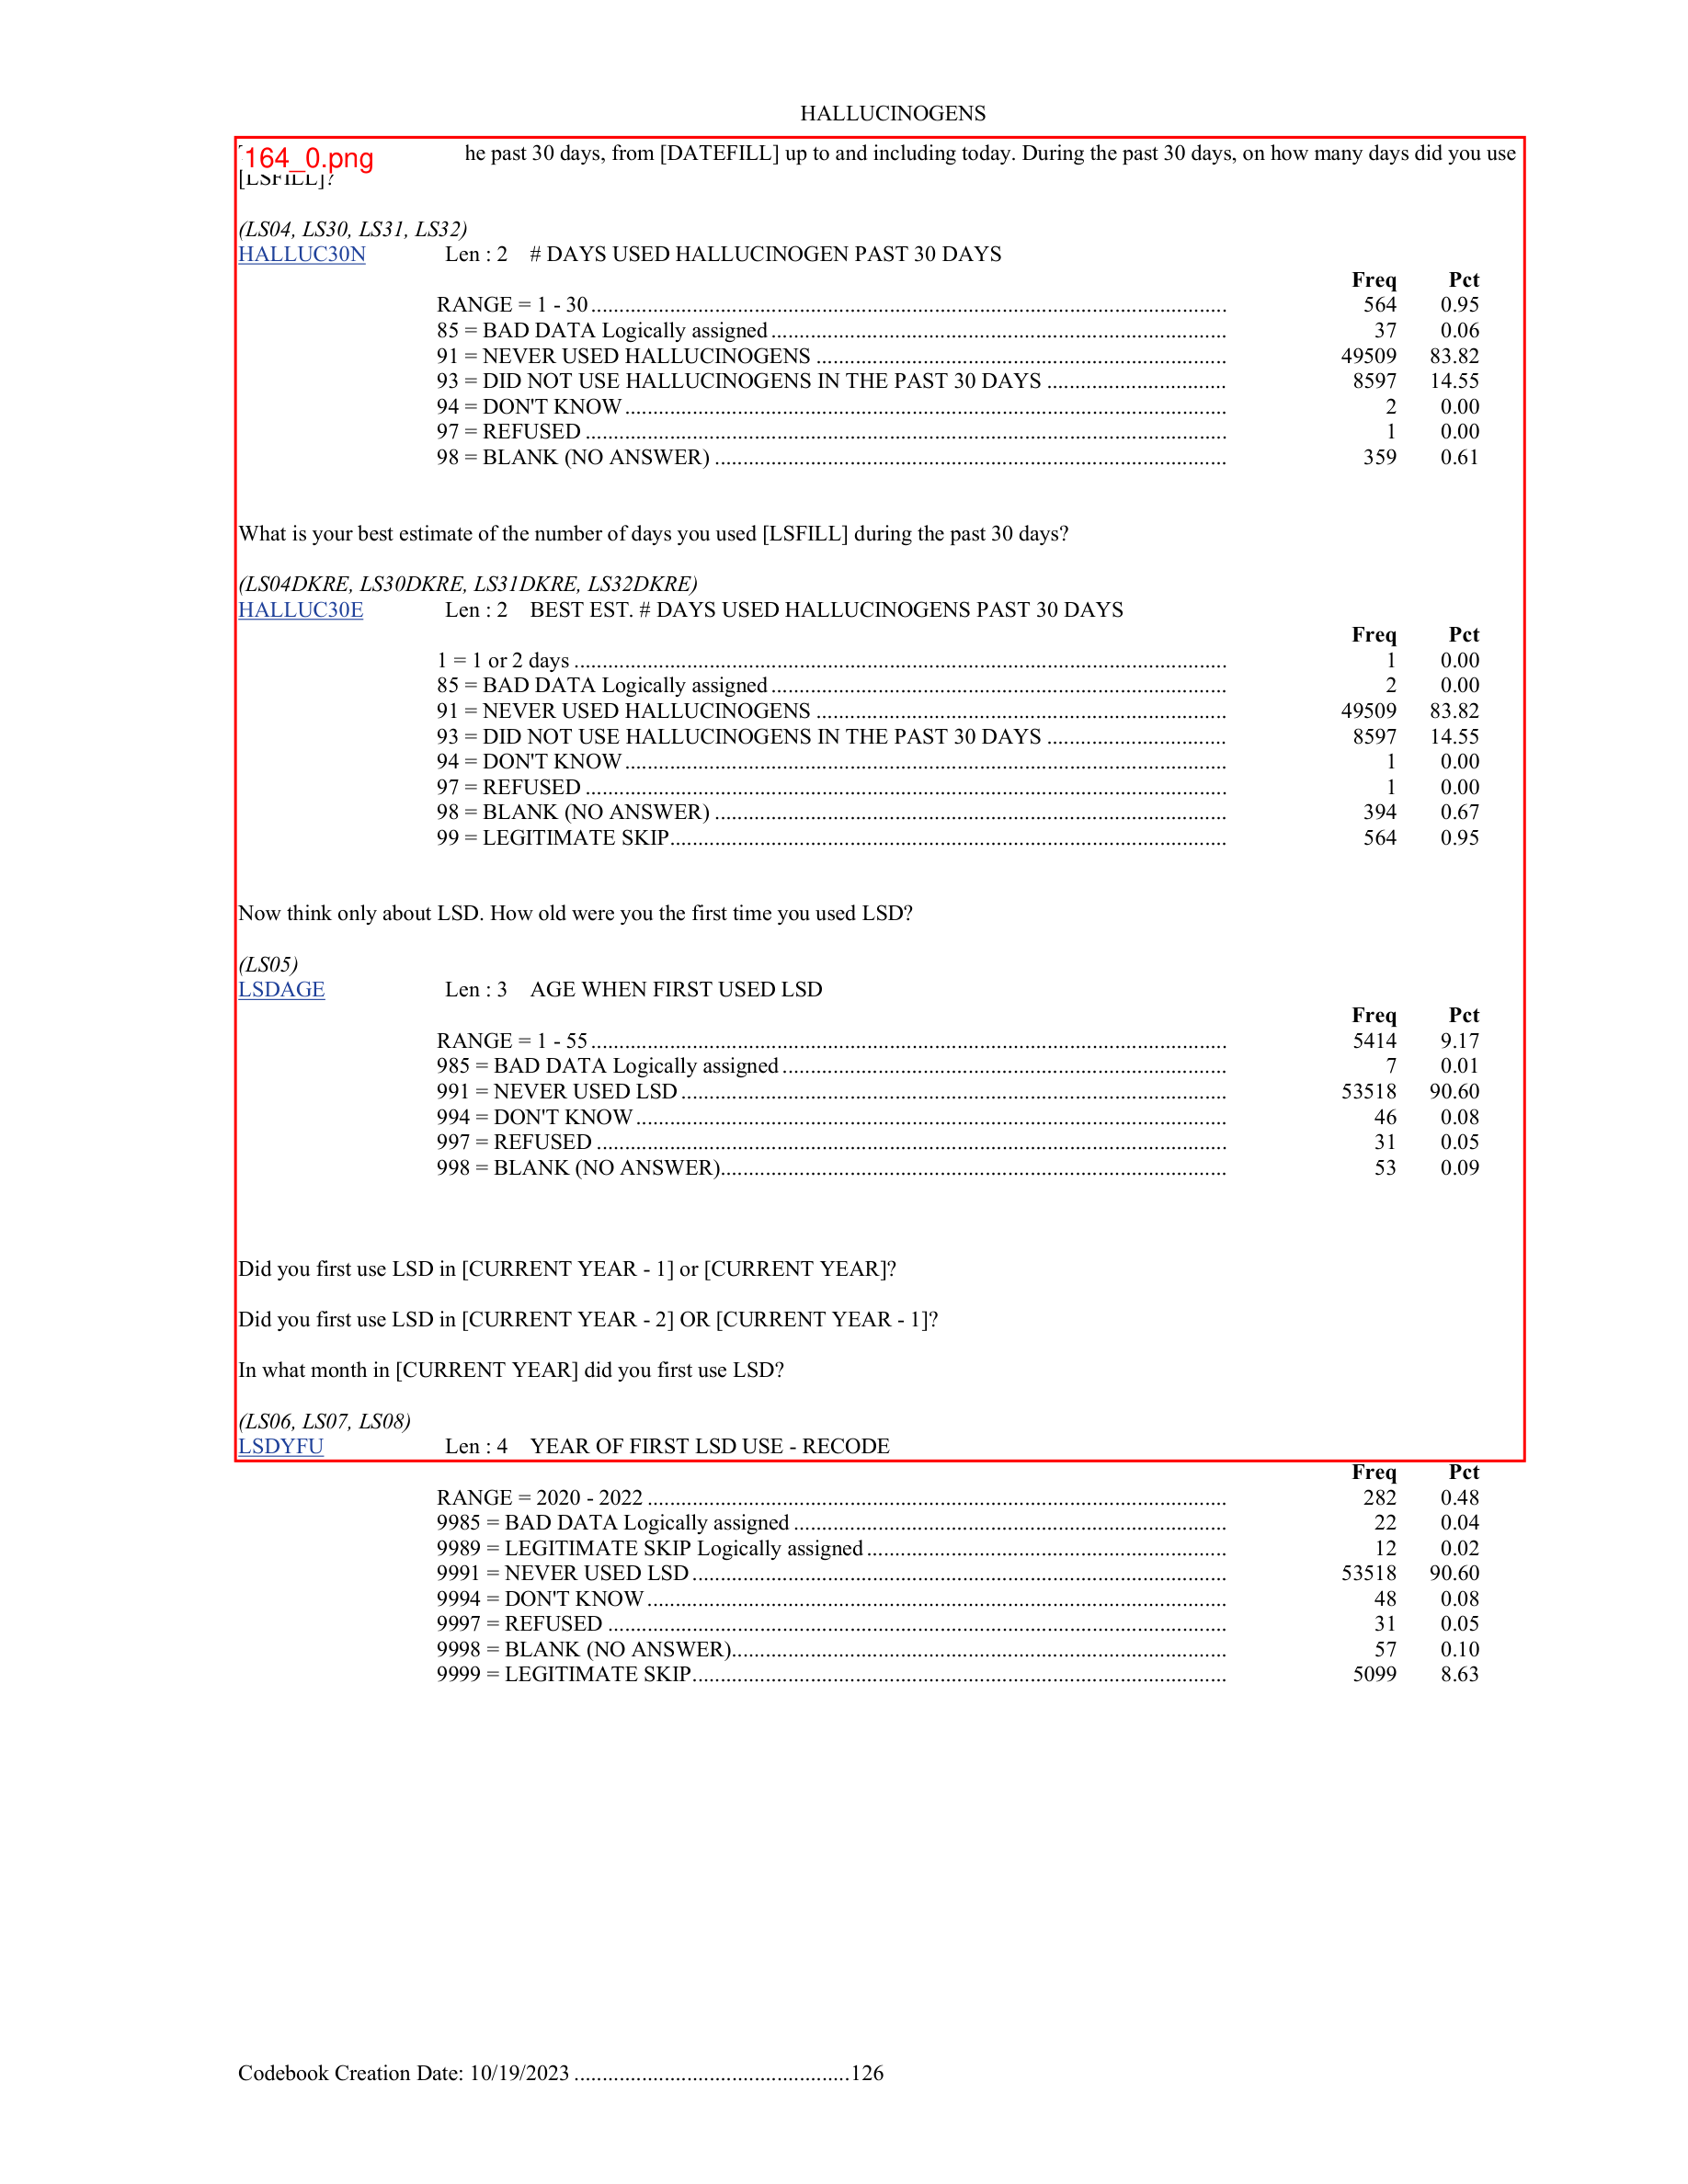 HALLUCINOGENS
164_0.png he past 30 days, from [DATEFILL] up to and including today. During the past 30 days, on how many days did you use
[LSFILL]?
(LS04, LS30, LS31, LS32)
HALLUC30N Len : 2 # DAYS USED HALLUCINOGEN PAST 30 DAYS
Freq Pct
RANGE = 1 - 30 564 0.95
85 = BAD DATA Logically assigned 37 0.06
91 = NEVER USED HALLUCINOGENS 49509 83.82
93 = DID NOT USE HALLUCINOGENS IN THE PAST 30 DAYS 8597 14.55
94 = DON'T KNOW 2 0.00
97 = REFUSED 1 0.00
98 = BLANK (NO ANSWER) 359 0.61
What is your best estimate of the number of days you used [LSFILL] during the past 30 days?
(LS04DKRE, LS30DKRE, LS31DKRE, LS32DKRE)
HALLUC30E Len : 2 BEST EST. # DAYS USED HALLUCINOGENS PAST 30 DAYS
Freq Pct
1 = 1 or 2 days 1 0.00
85 = BAD DATA Logically assigned 2 0.00
91 = NEVER USED HALLUCINOGENS 49509 83.82
93 = DID NOT USE HALLUCINOGENS IN THE PAST 30 DAYS 8597 14.55
94 = DON'T KNOW 1 0.00
97 = REFUSED 1 0.00
98 = BLANK (NO ANSWER) 394 0.67
99 = LEGITIMATE SKIP 564 0.95
Now think only about LSD. How old were you the first time you used LSD?
(LS05)
LSDAGE Len : 3 AGE WHEN FIRST USED LSD
Freq Pct
RANGE = 1 - 55 5414 9.17
985 = BAD DATA Logically assigned 7 0.01
991 = NEVER USED LSD 53518 90.60
994 = DON'T KNOW 46 0.08
997 = REFUSED 31 0.05
998 = BLANK (NO ANSWER) 53 0.09
Did you first use LSD in [CURRENT YEAR - 1] or [CURRENT YEAR]?
Did you first use LSD in [CURRENT YEAR - 2] OR [CURRENT YEAR - 1]?
In what month in [CURRENT YEAR] did you first use LSD?
(LS06, LS07, LS08)
LSDYFU Len : 4 YEAR OF FIRST LSD USE - RECODE
Freq Pct
RANGE = 2020 - 2022 282 0.48
9985 = BAD DATA Logically assigned 22 0.04
9989 = LEGITIMATE SKIP Logically assigned 12 0.02
9991 = NEVER USED LSD 53518 90.60
9994 = DON'T KNOW 48 0.08
9997 = REFUSED 31 0.05
9998 = BLANK (NO ANSWER) 57 0.10
9999 = LEGITIMATE SKIP 5099 8.63
Codebook Creation Date: 10/19/2023 126